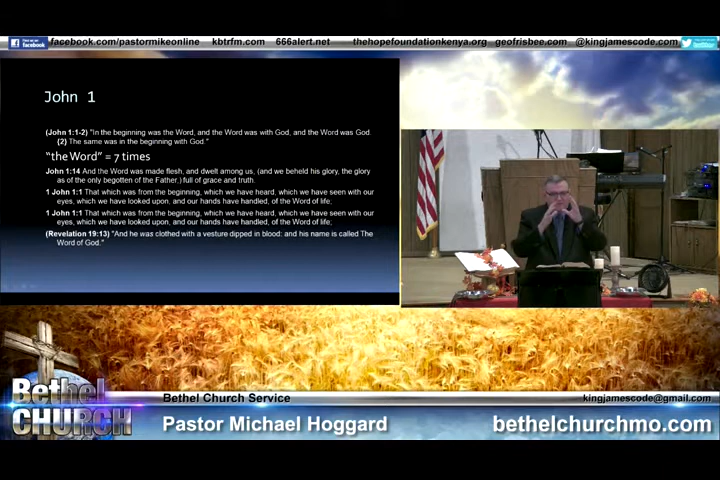 Find us on facebook
facebook.com/pastormikeonline kbtrfm.com 666alert.net thehopefoundationkenya.org geofrisbee.com @kingjamescode.com
John 1
(John 1:1-2) "In the beginning was the Word, and the Word was with God, and the Word was God.
(2) The same was in the beginning with God."
"the Word" = 7 times
John 1:14 And the Word was made flesh, and dwelt among us, (and we beheld his glory, the glory
as of the only begotten of the Father,) full of grace and truth.
1 John 1:1 That which was from the beginning, which we have heard, which we have seen with our
eyes, which we have looked upon, and our hands have handled, of the Word of life;
1 John 1:1 That which was from the beginning, which we have heard, which we have seen with our
eyes, which we have looked upon, and our hands have handled, of the Word of life;
(Revelation 19:13) "And he was clothed with a vesture dipped in blood: and his name is called The
Word of God."
Bethel
CHURCH
Bethel Church Service
kingjamescode@gmail.com
Pastor Michael Hoggard
bethelchurchmo.com